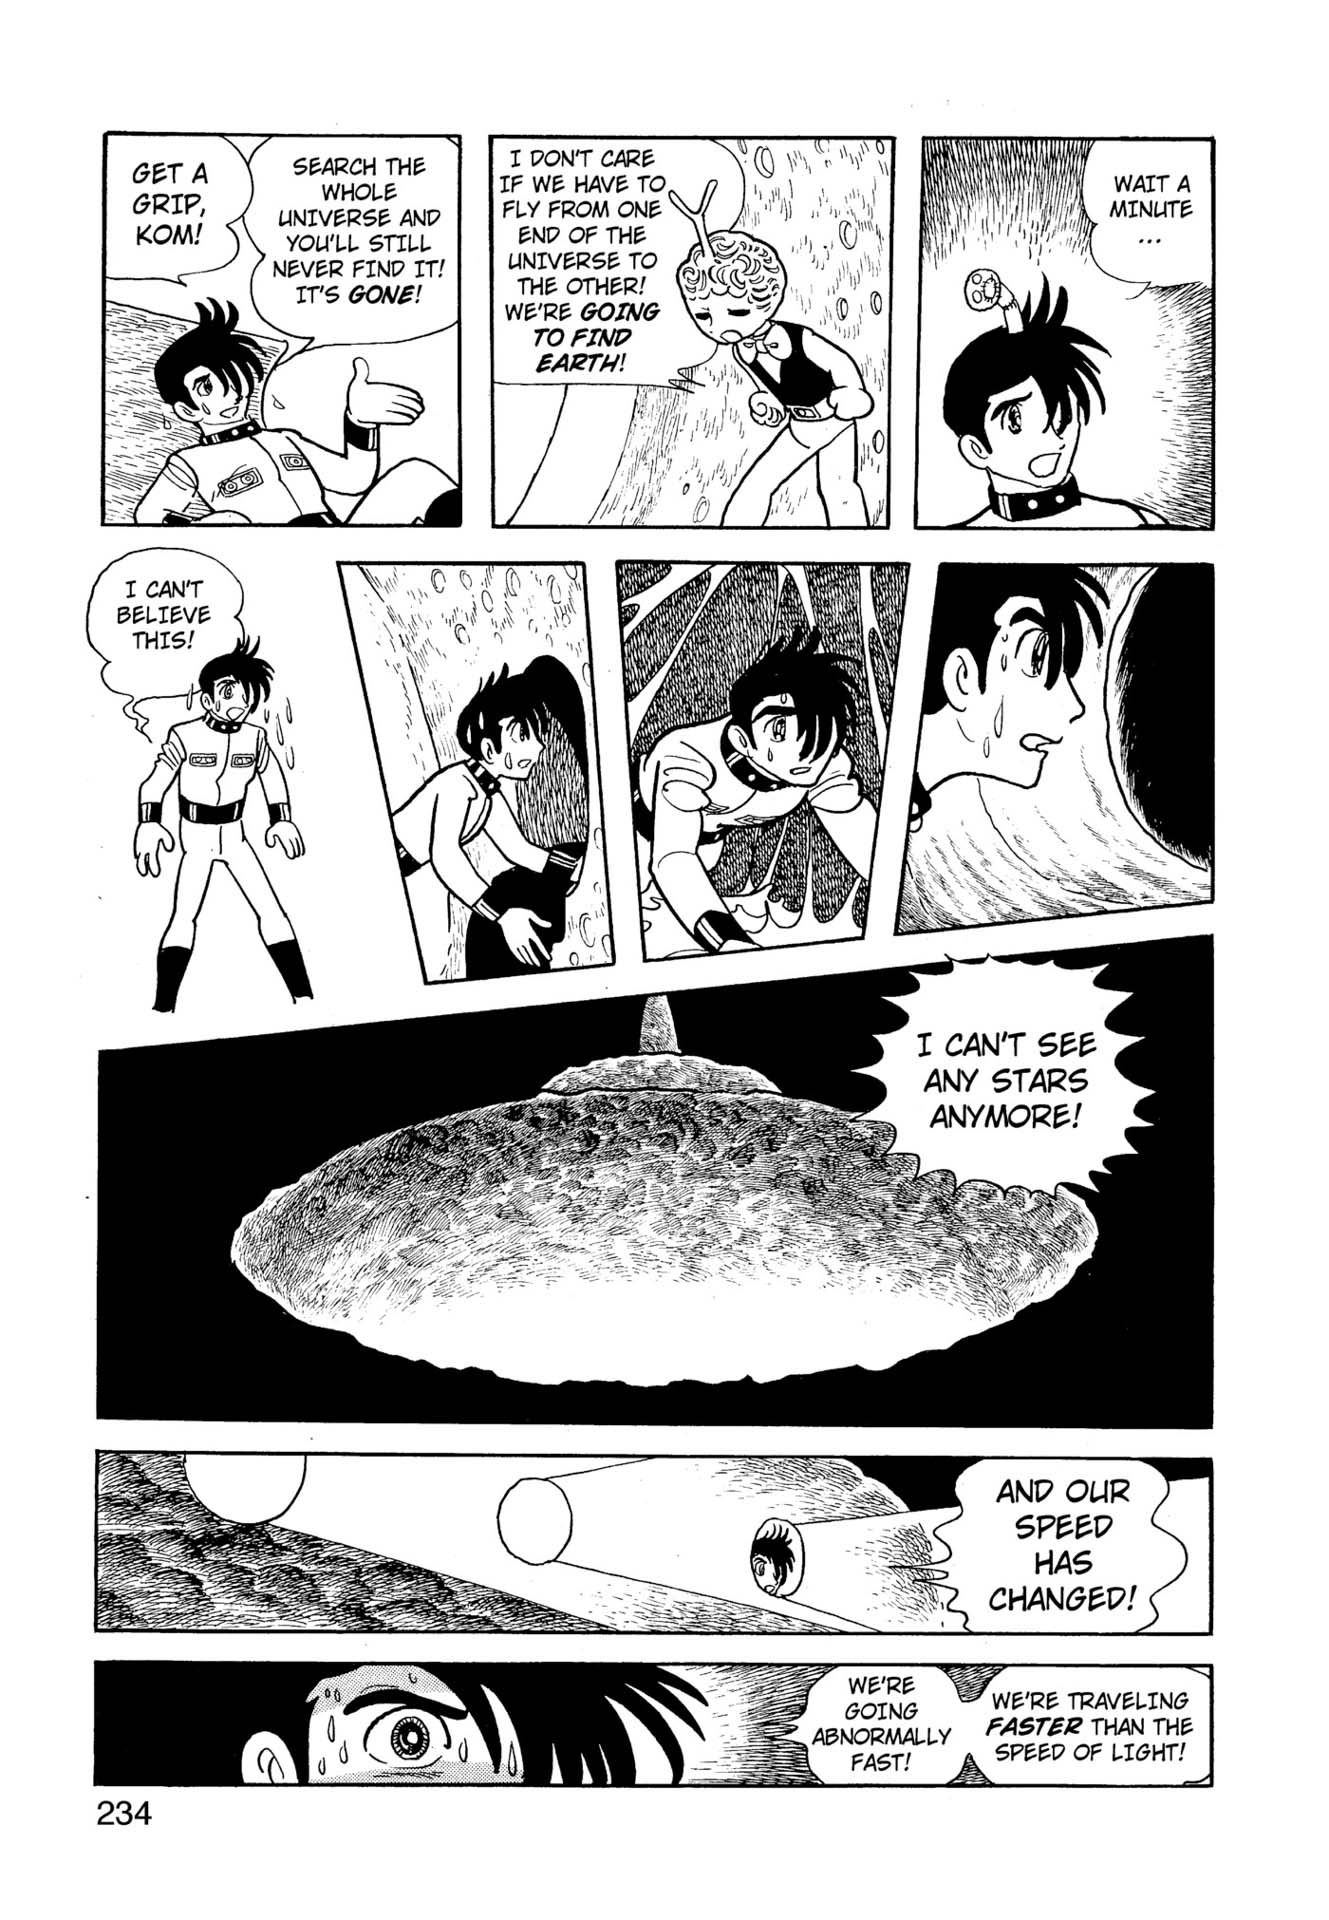 GET A
GRIP,
KOM!
SEARCH THE
WHOLE
UNIVERSE AND
YOU'LL STILL
NEVER FIND IT!
IT'S GONE!
I DON'T CARE
IF WE HAVE TO
FLY FROM ONE
END OF THE
UNIVERSE TO
THE OTHER!
WE'RE GOING
TO FIND
EARTH!
WAIT A
MINUTE
...
I CAN'T
BELIEVE
THIS!
I CAN'T SEE
ANY STARS
ANYMORE!
AND OUR
SPEED
HAS
CHANGED!
WE'RE
GOING
ABNORMALLY
FAST!
WE'RE TRAVELING
FASTER THAN THE
SPEED OF LIGHT!
234